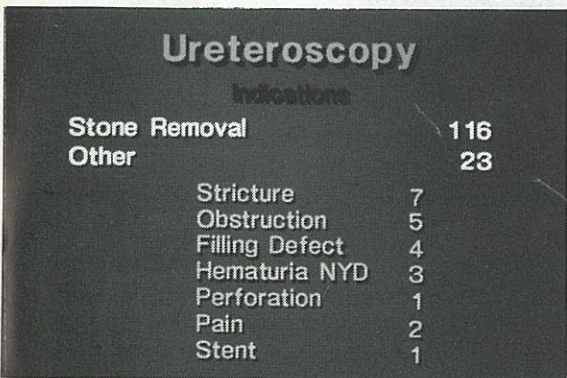 Ureteroscopy
Indications
Stone Removal 116
Other 23
Stricture 7
Obstruction 5
Filling Defect 4
Hematuria NYD 3
Perforation 1
Pain 2
Stent 1